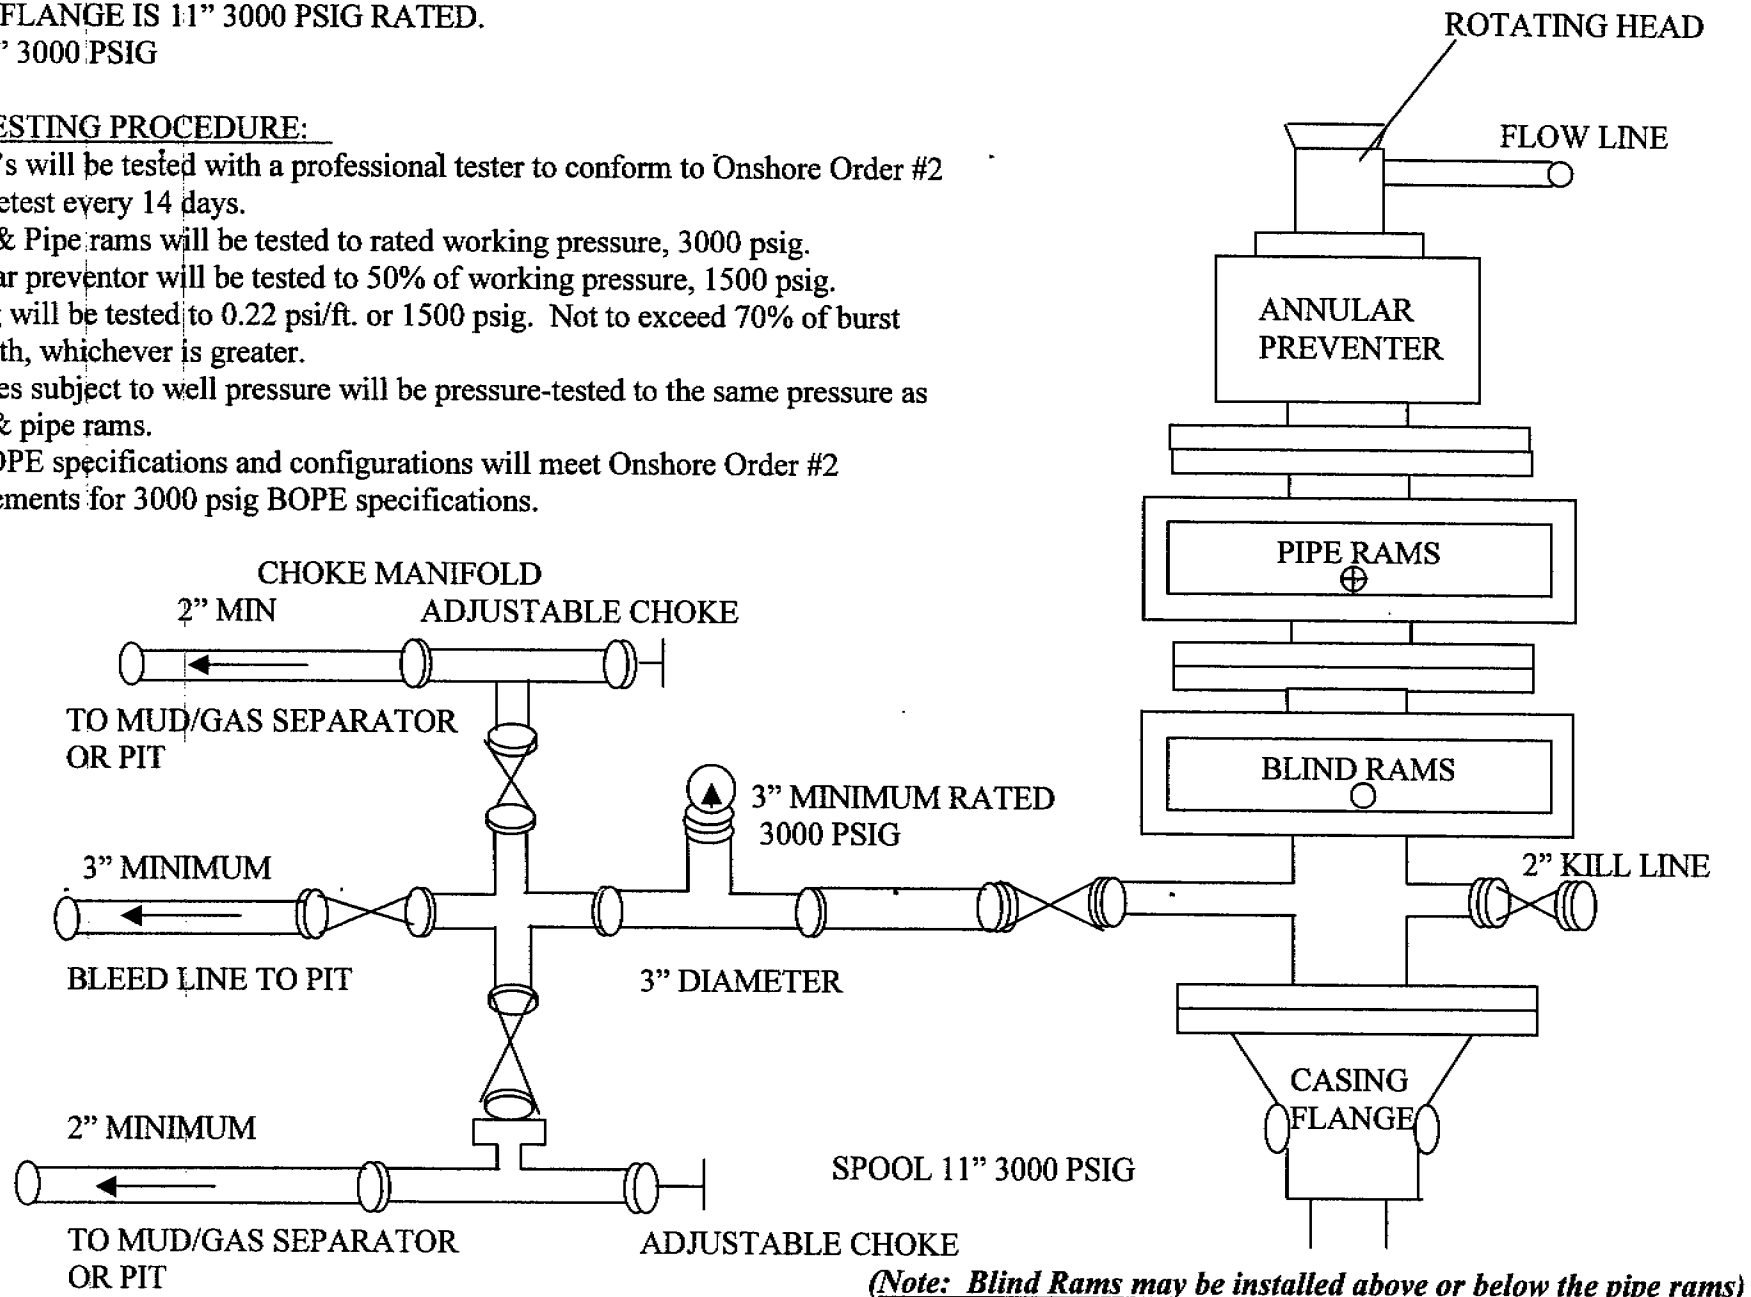 FLANGE IS 11” 3000 PSIG RATED.
” 3000 PSIG
ESTING PROCEDURE:
's will be tested with a professional tester to conform to Onshore Order #2
etest every 14 days.
& Pipe rams will be tested to rated working pressure, 3000 psig.
ar preventor will be tested to 50% of working pressure, 1500 psig.
g will be tested to 0.22 psi/ft. or 1500 psig.  Not to exceed 70% of burst
th, whichever is greater.
es subject to well pressure will be pressure-tested to the same pressure as
& pipe rams.
OPE specifications and configurations will meet Onshore Order #2
ements for 3000 psig BOPE specifications.
ROTATING HEAD
FLOW LINE
ANNULAR
PREVENTER
PIPE RAMS
BLIND RAMS
2” KILL LINE
CASING
FLANGE
CHOKE MANIFOLD
2” MIN
ADJUSTABLE CHOKE
TO MUD/GAS SEPARATOR
OR PIT
3” MINIMUM RATED
3000 PSIG
3” MINIMUM
BLEED LINE TO PIT
3” DIAMETER
2” MINIMUM
SPOOL 11” 3000 PSIG
TO MUD/GAS SEPARATOR
OR PIT
ADJUSTABLE CHOKE
(Note:  Blind Rams may be installed above or below the pipe rams)